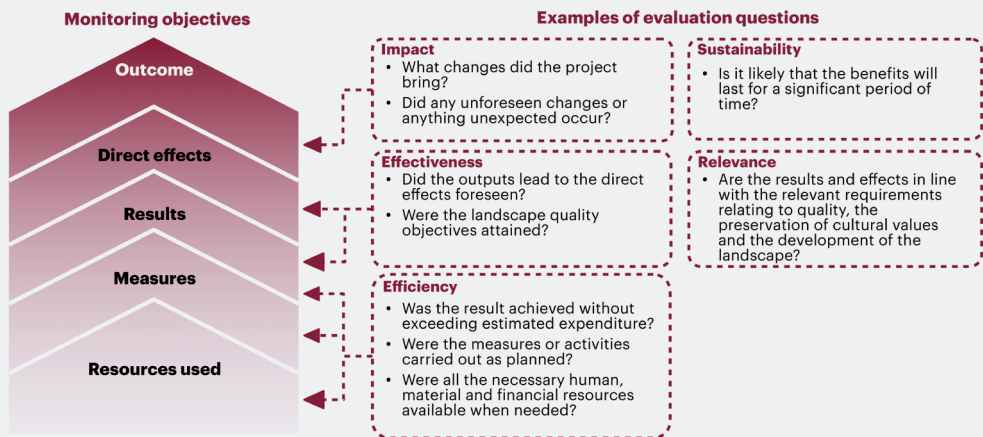 Monitoring objectives
Outcome
Direct effects
Results
Measures
Resources used
Examples of evaluation questions
Impact
• What changes did the project
bring?
• Did any unforeseen changes or
anything unexpected occur?
Sustainability
• Is it likely that the benefits will
last for a significant period of
time?
Effectiveness
• Did the outputs lead to the direct
effects foreseen?
• Were the landscape quality
objectives attained?
Relevance
• Are the results and effects in line
with the relevant requirements
relating to quality, the
preservation of cultural values
and the development of the
landscape?
Efficiency
• Was the result achieved without
exceeding estimated expenditure?
• Were the measures or activities
carried out as planned?
• Were all the necessary human,
material and financial resources
available when needed?